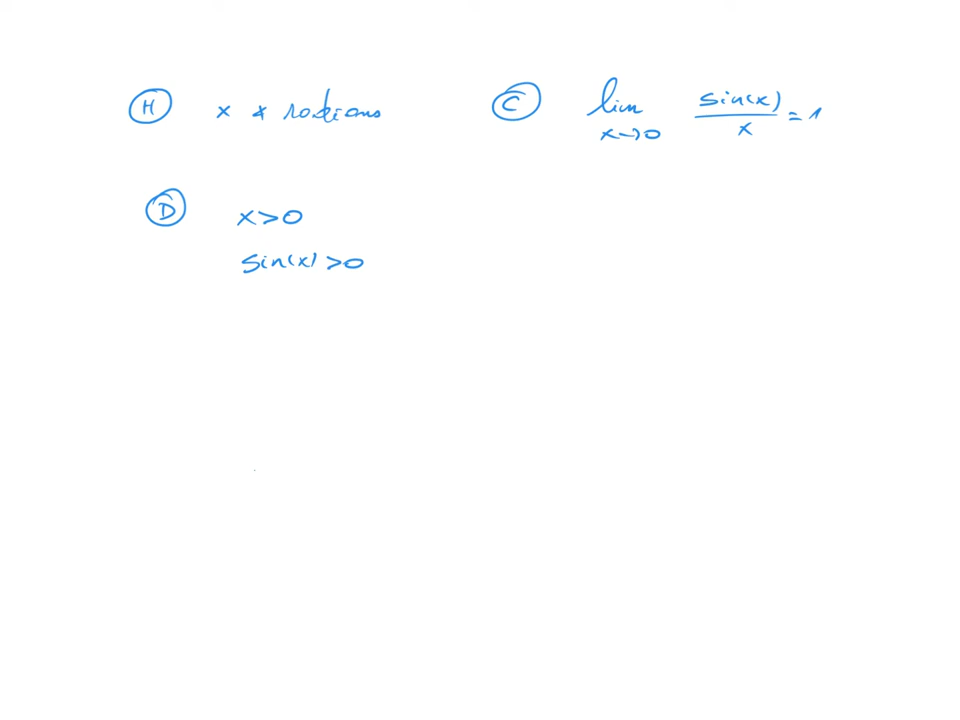 H x ∡ radians
C lim x→0 sin(x)/x = 1
D x > 0
sin(x) > 0